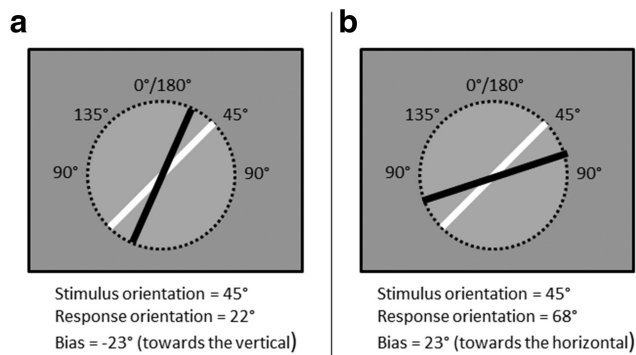 a
0°/180°
135° 45°
90° 90°
Stimulus orientation = 45°
Response orientation = 22°
Bias = -23° (towards the vertical)
b
0°/180°
135° 45°
90° 90°
Stimulus orientation = 45°
Response orientation = 68°
Bias = 23° (towards the horizontal)